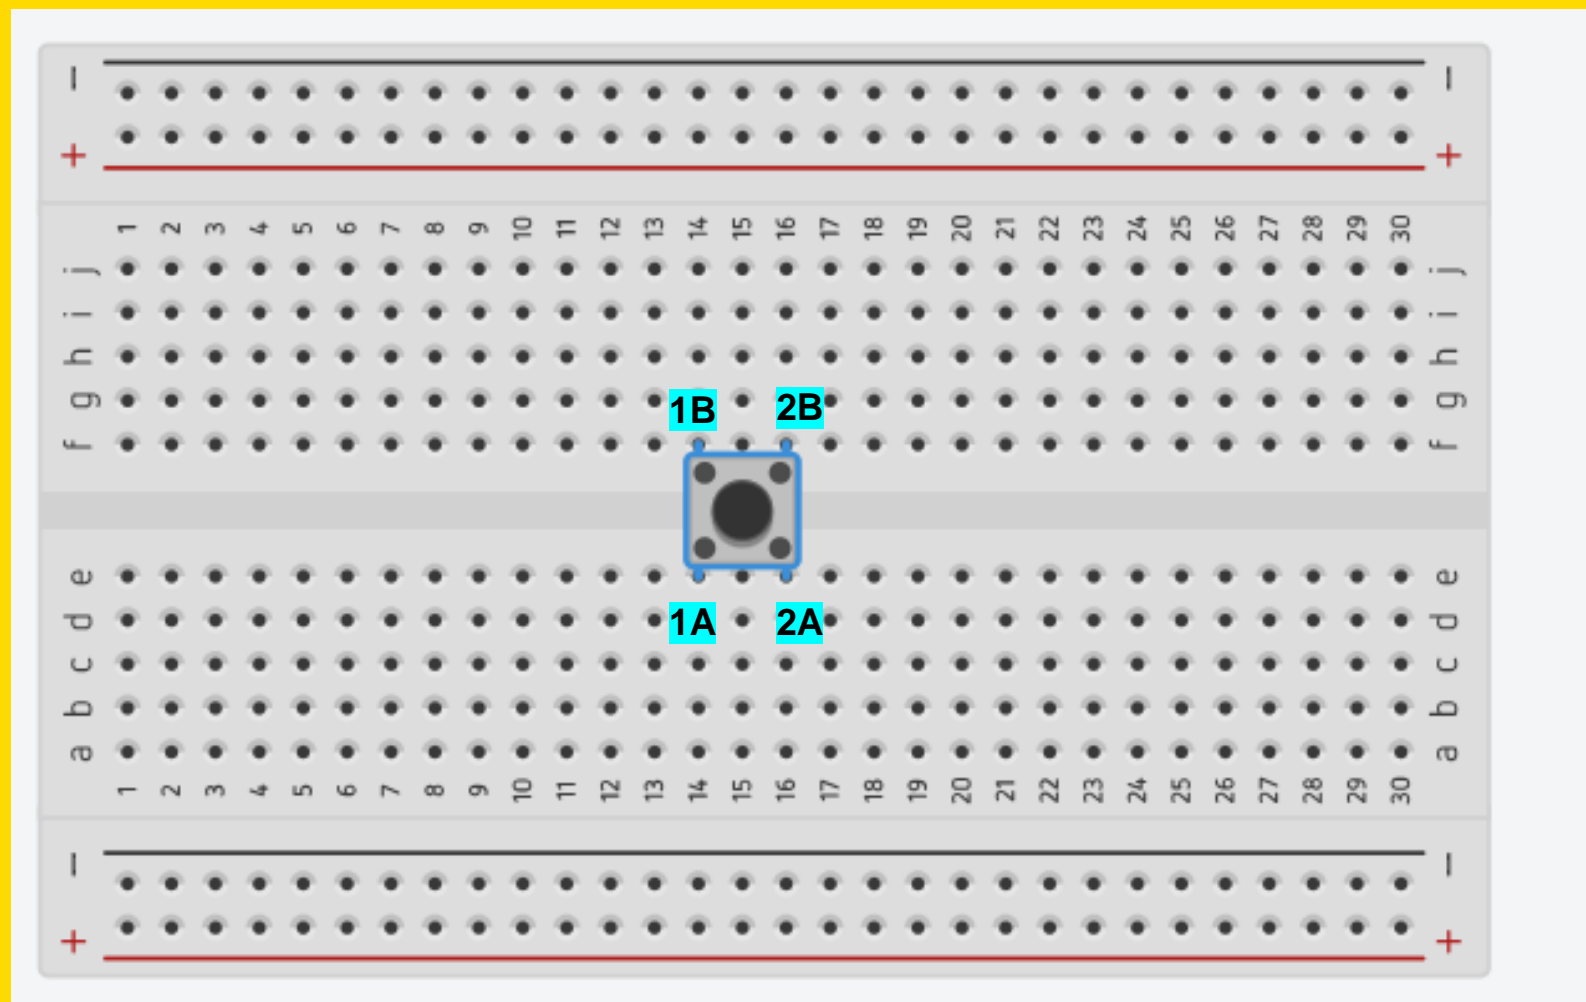 − −
+ +
1 2 3 4 5 6 7 8 9 10 11 12 13 14 15 16 17 18 19 20 21 22 23 24 25 26 27 28 29 30
j j
i i
h h
g 1B 2B g
f f
e e
d 1A 2A d
c c
b b
a a
1 2 3 4 5 6 7 8 9 10 11 12 13 14 15 16 17 18 19 20 21 22 23 24 25 26 27 28 29 30
− −
+ +